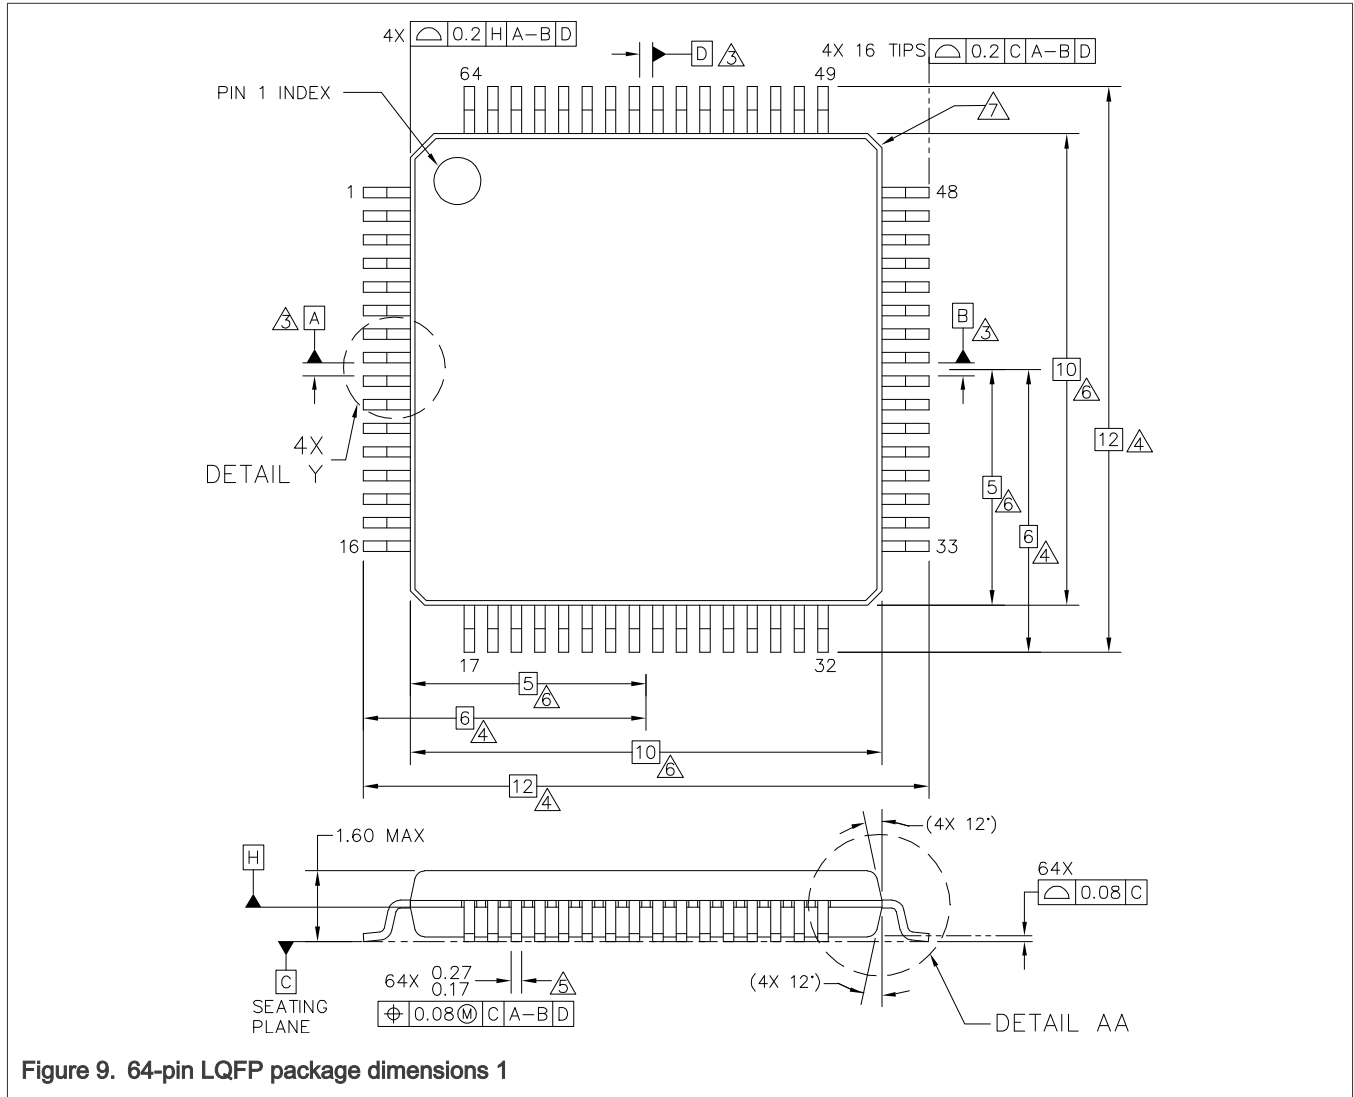 4X 0.2 H A-B D
D 3
4X 16 TIPS 0.2 C A-B D
64
49
PIN 1 INDEX
7
1
48
3 A
B 3
10 6
4X
DETAIL Y
12 4
5 6
6 4
16
33
17
32
5 6
6 4
10 6
12 4
1.60 MAX
(4X 12°)
H
64X
0.08 C
64X 0.27
0.17
5
(4X 12°)
C
SEATING
PLANE
0.08 Ⓜ C A-B D
DETAIL AA
Figure 9. 64-pin LQFP package dimensions 1